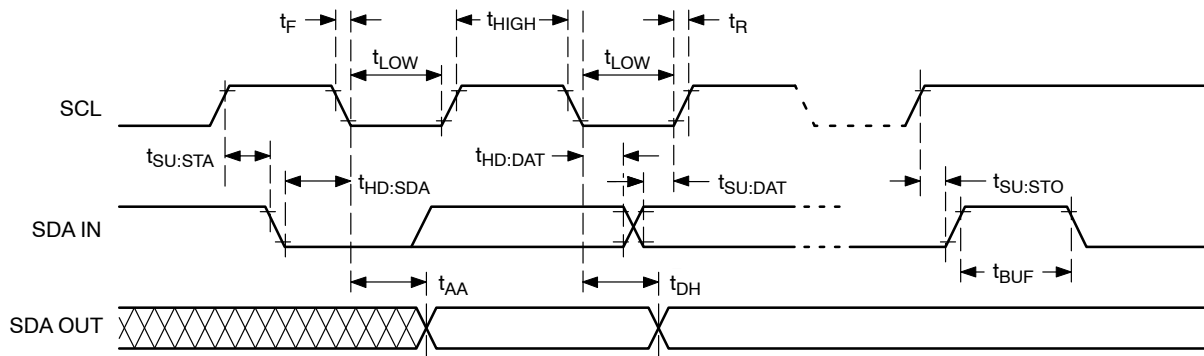 tF
tHIGH
tR
tLOW
tLOW
SCL
tSU:STA
tHD:DAT
tHD:SDA
tSU:DAT
tSU:STO
SDA IN
tAA
tDH
tBUF
SDA OUT